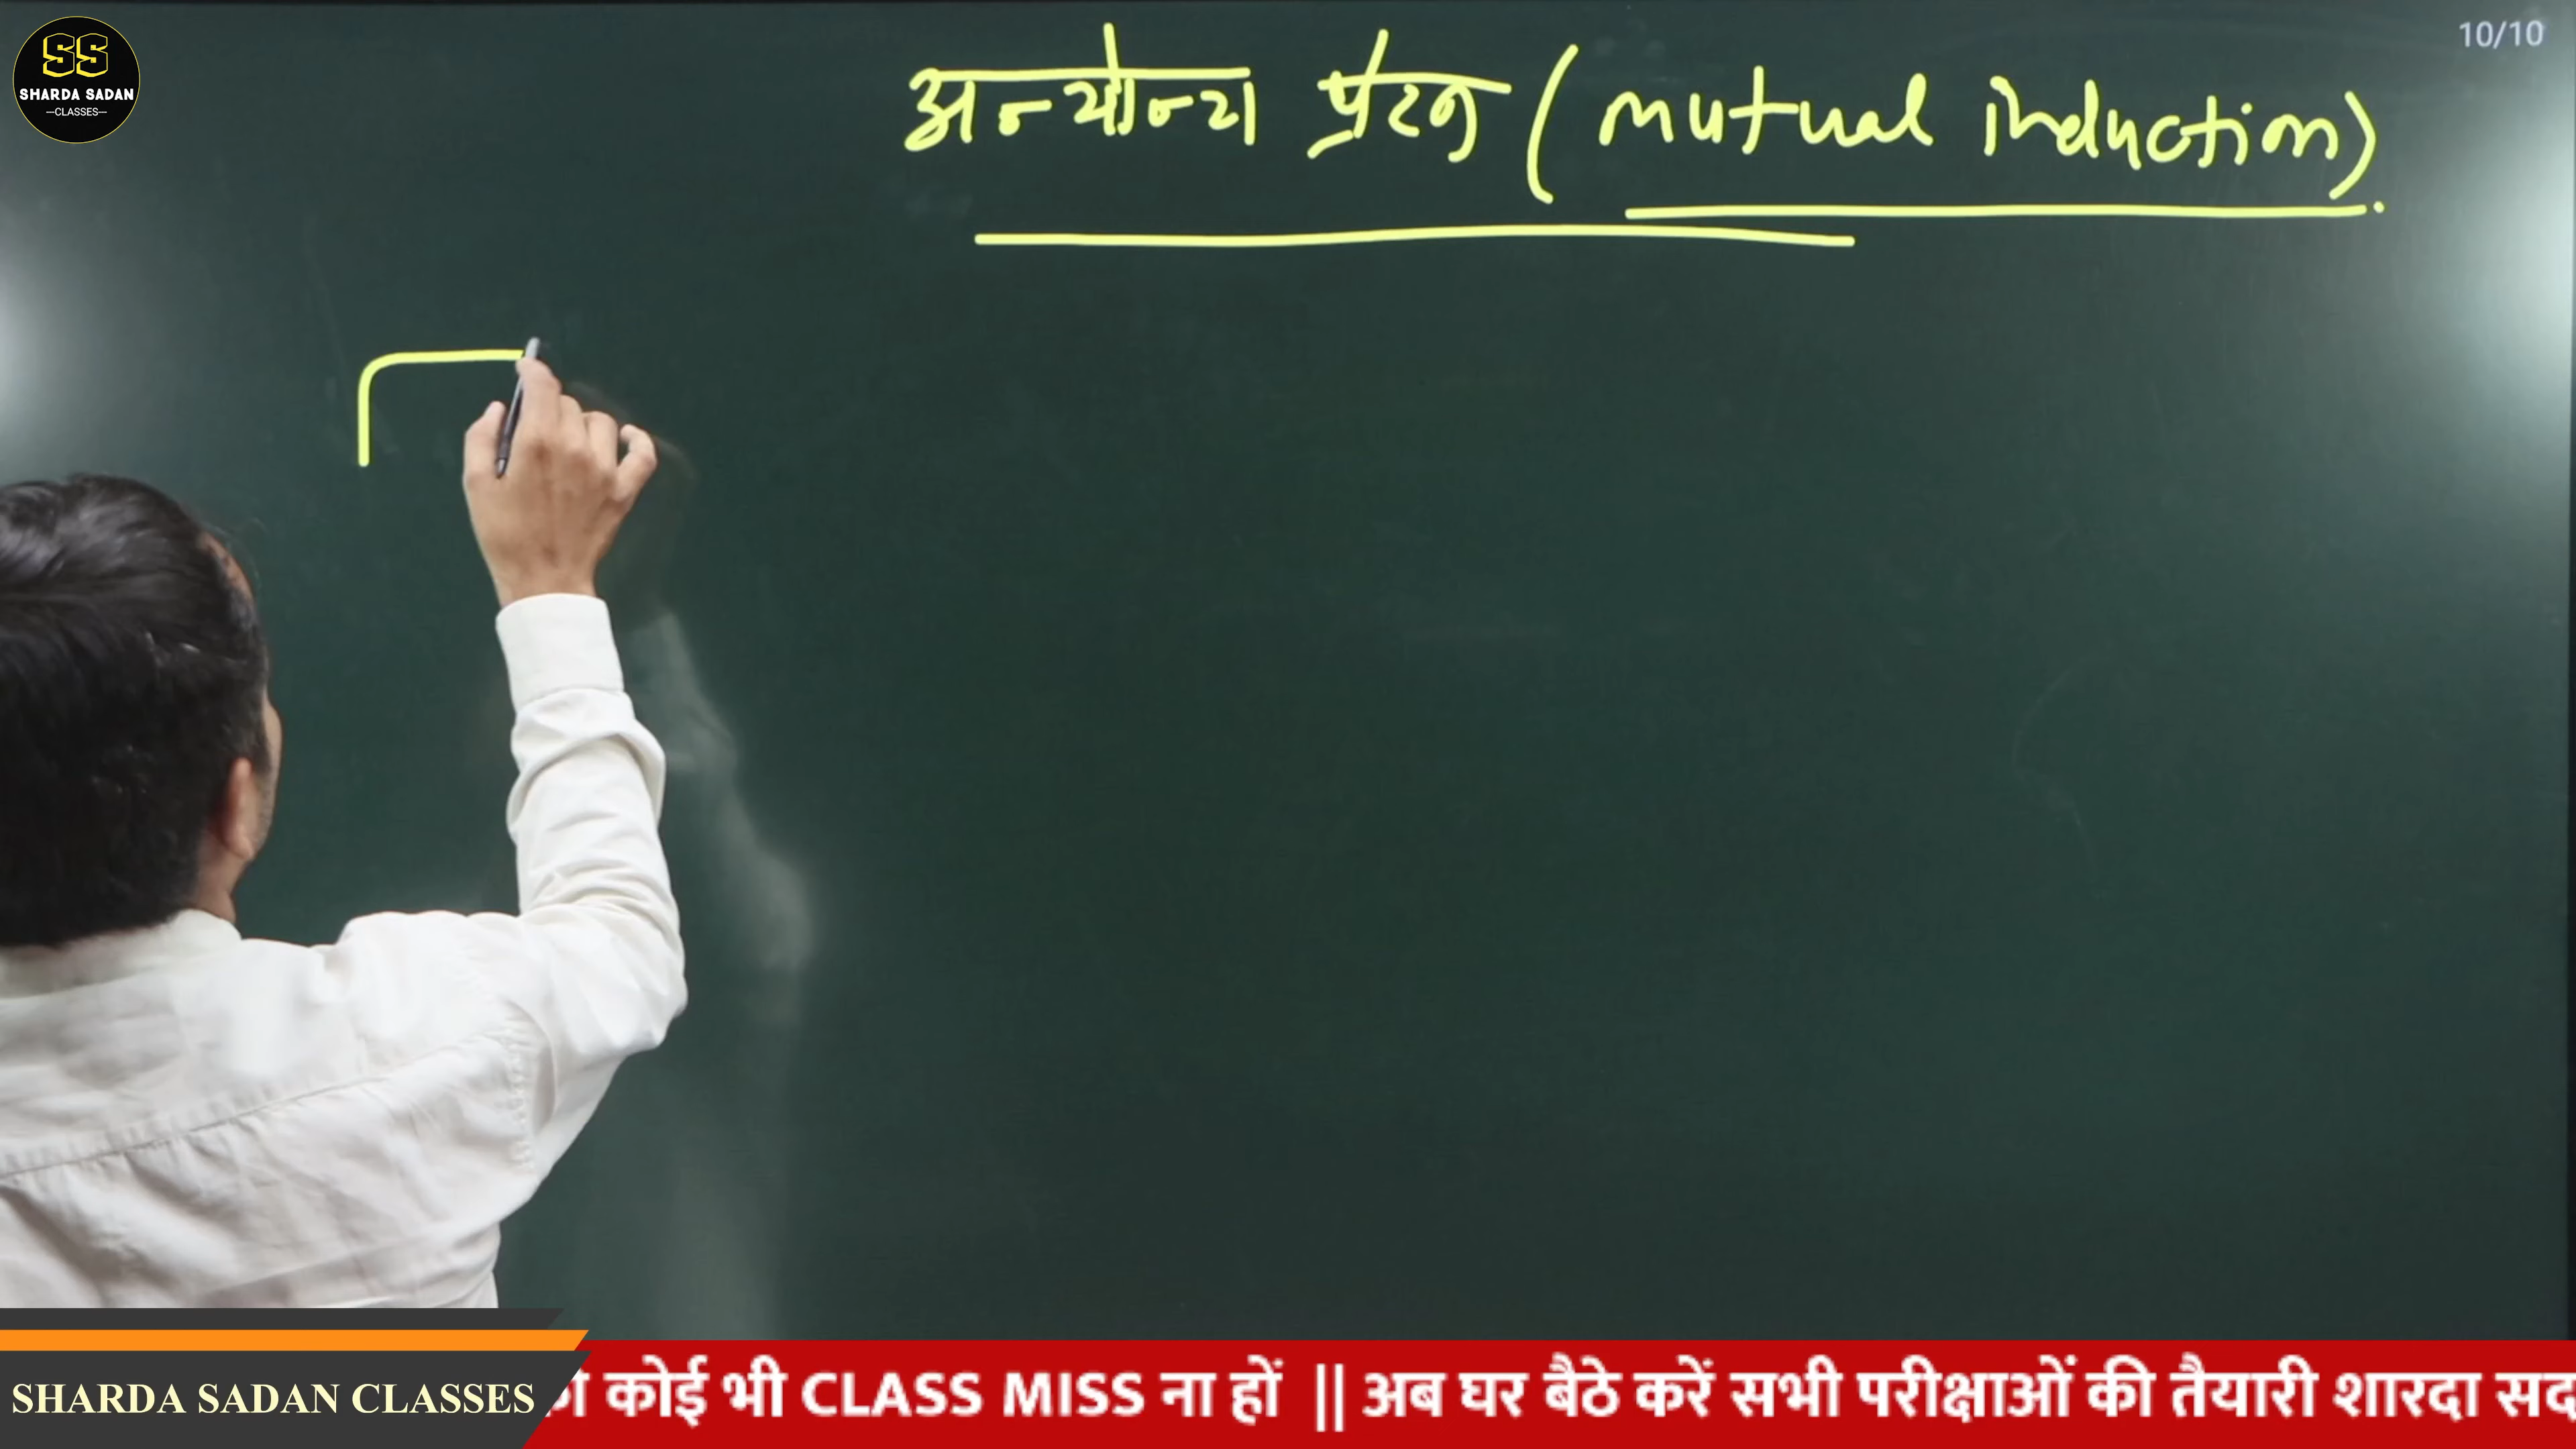 SS
SHARDA SADAN
—CLASSES—
10/10
अन्योन्य प्रेरण (mutual induction).
SHARDA SADAN CLASSES
कोई भी CLASS MISS ना हों || अब घर बैठे करें सभी परीक्षाओं की तैयारी शारदा